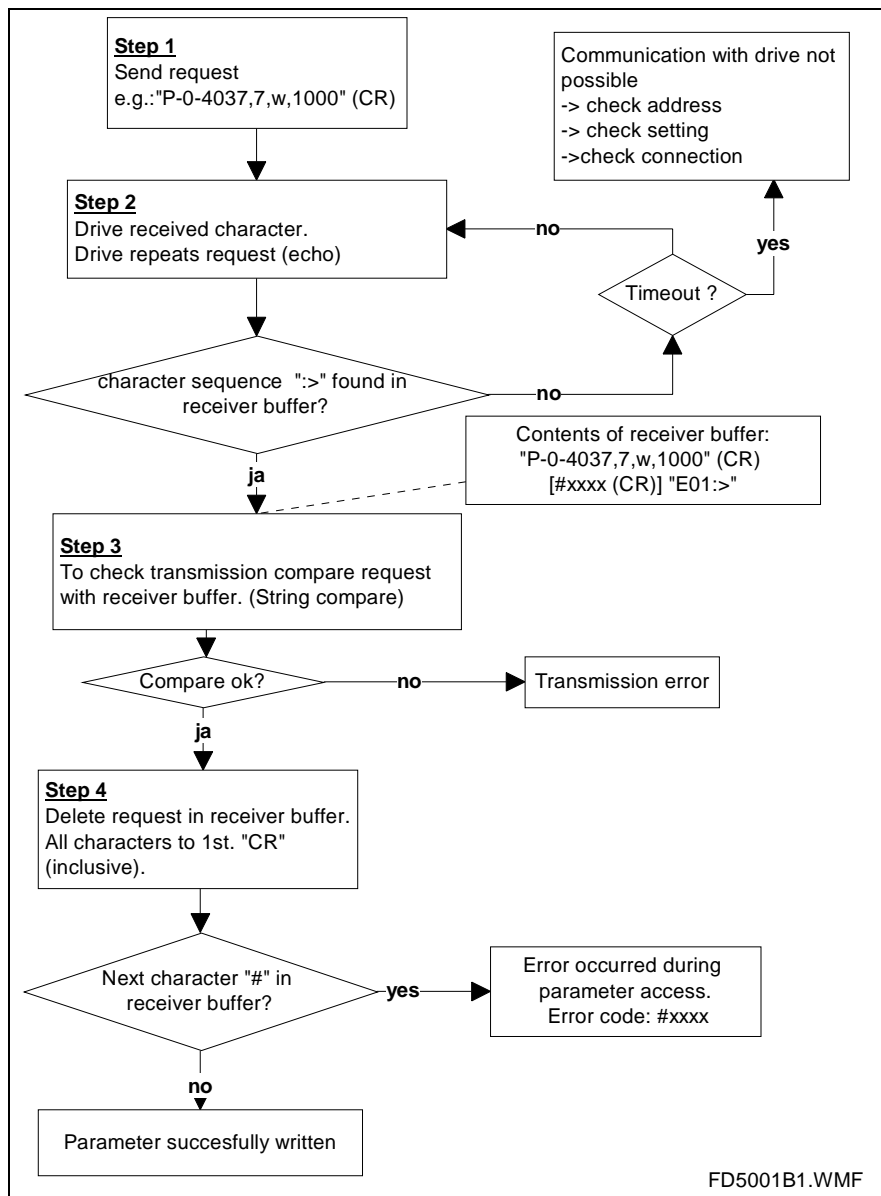 Step 1
Send request
e.g.:"P-0-4037,7,w,1000" (CR)
Communication with drive not
possible
-> check address
-> check setting
->check connection
Step 2
Drive received character.
Drive repeats request (echo)
no
yes
Timeout ?
character sequence ":>" found in
receiver buffer?
no
ja
Contents of receiver buffer:
"P-0-4037,7,w,1000" (CR)
[#xxxx (CR)] "E01:>"
Step 3
To check transmission compare request
with receiver buffer. (String compare)
Compare ok?
no
Transmission error
ja
Step 4
Delete request in receiver buffer.
All characters to 1st. "CR"
(inclusive).
Next character "#" in
receiver buffer?
yes
Error occurred during
parameter access.
Error code: #xxxx
no
Parameter succesfully written
FD5001B1.WMF